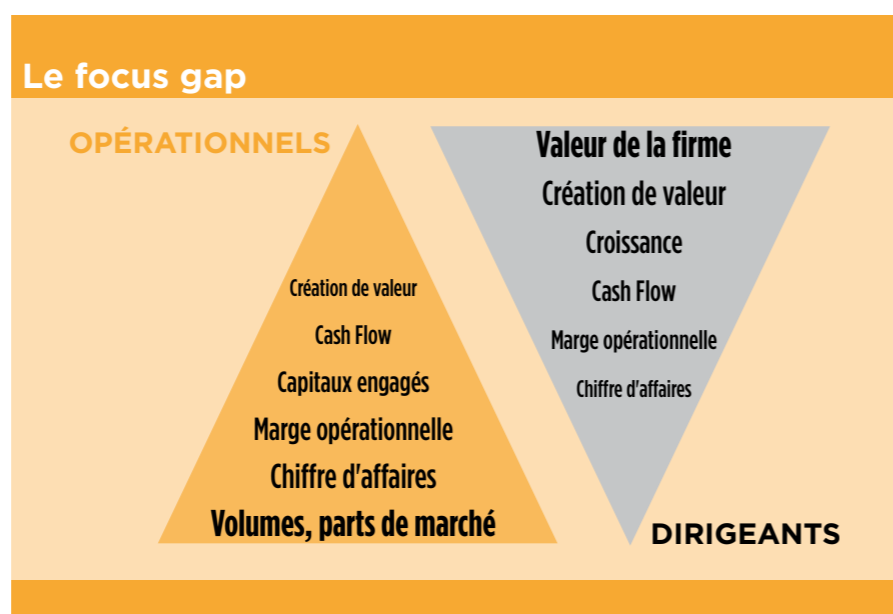 Le focus gap
OPÉRATIONNELS
Création de valeur
Cash Flow
Capitaux engagés
Marge opérationnelle
Chiffre d'affaires
Volumes, parts de marché
Valeur de la firme
Création de valeur
Croissance
Cash Flow
Marge opérationnelle
Chiffre d'affaires
DIRIGEANTS